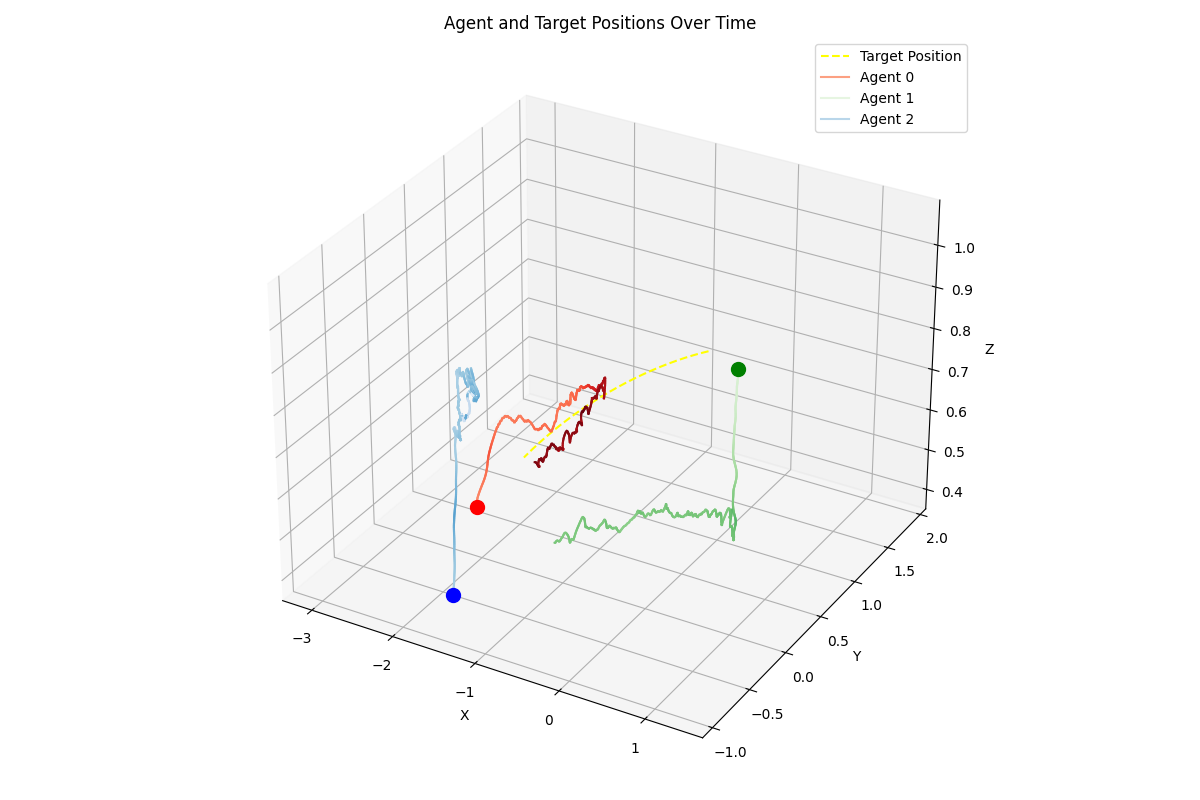 Agent and Target Positions Over Time
Target Position
Agent 0
Agent 1
Agent 2
1.0
0.9
0.8
0.7
0.6
0.5
0.4
Z
2.0
1.5
1.0
0.5
0.0
−0.5
−1.0
Y
−3
−2
−1
0
1
X